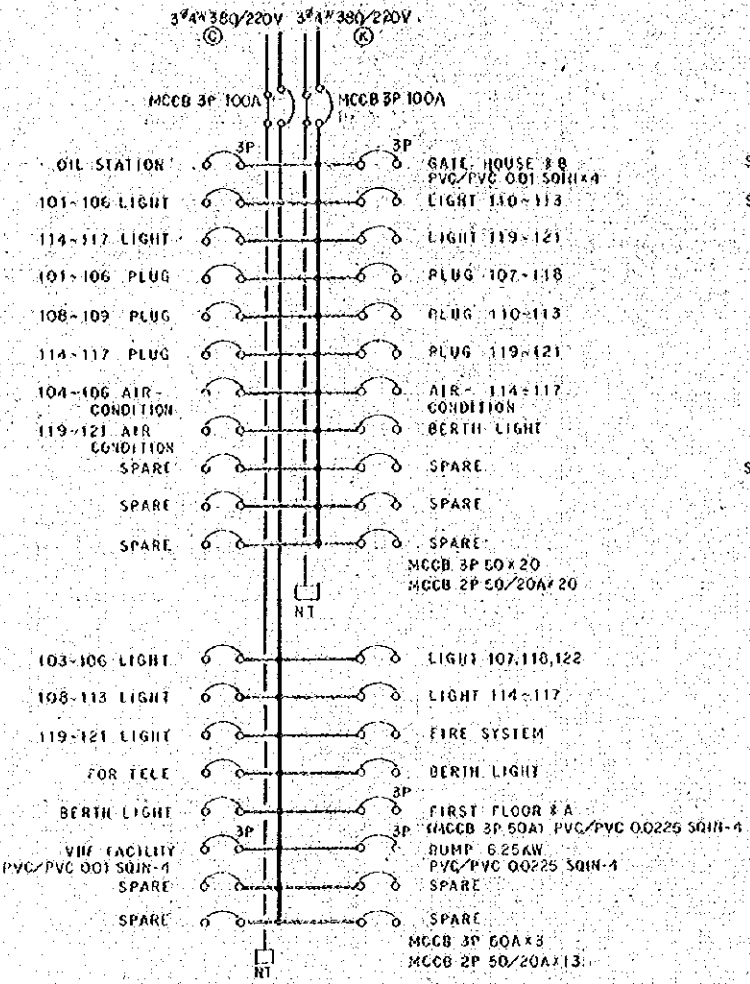 3ø4W380/220V 3ø4W380/220V
Ⓒ Ⓚ
MCCB 3P 100A MCCB 3P 100A
3P 3P
OIL STATION GATE HOUSE & B
PVC/PVC 0.01 SQIN×4
101~106 LIGHT LIGHT 110~113
114~117 LIGHT LIGHT 119~121
101~106 PLUG PLUG 107~118
108~109 PLUG PLUG 110~113
114~117 PLUG PLUG 119~121
104~106 AIR- AIR- 114~117
CONDITION CONDITION
119~121 AIR BERTH LIGHT
CONDITION
SPARE SPARE
SPARE SPARE
SPARE SPARE
MCCB 3P 60×20
MCCB 2P 50/20A×20
NT
103~106 LIGHT LIGHT 107,118,122
108~113 LIGHT LIGHT 114~117
119~121 LIGHT FIRE SYSTEM
FOR TELE BERTH LIGHT
3P
BERTH LIGHT FIRST FLOOR & A
3P 3P (MCCB 3P 50A) PVC/PVC 0.0225 SQIN-4
VHF FACILITY PUMP 6.25KW
PVC/PVC 0.01 SQIN-4 PVC/PVC 0.0225 SQIN-4
SPARE SPARE
SPARE SPARE
MCCB 3P 60A×3
MCCB 2P 50/20A×13
NT